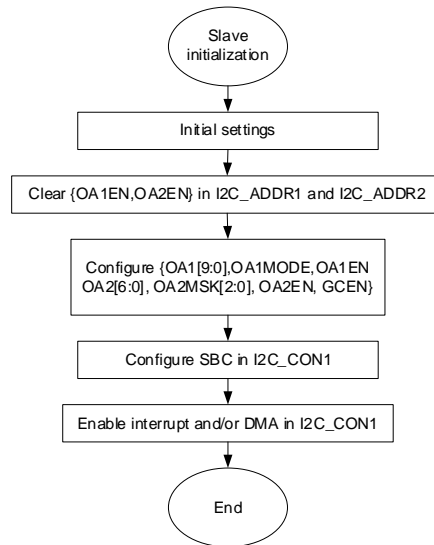 Slave
initialization
Initial settings
Clear {OA1EN,OA2EN} in I2C_ADDR1 and I2C_ADDR2
Configure {OA1[9:0],OA1MODE,OA1EN
OA2[6:0], OA2MSK[2:0], OA2EN, GCEN}
Configure SBC in I2C_CON1
Enable interrupt and/or DMA in I2C_CON1
End